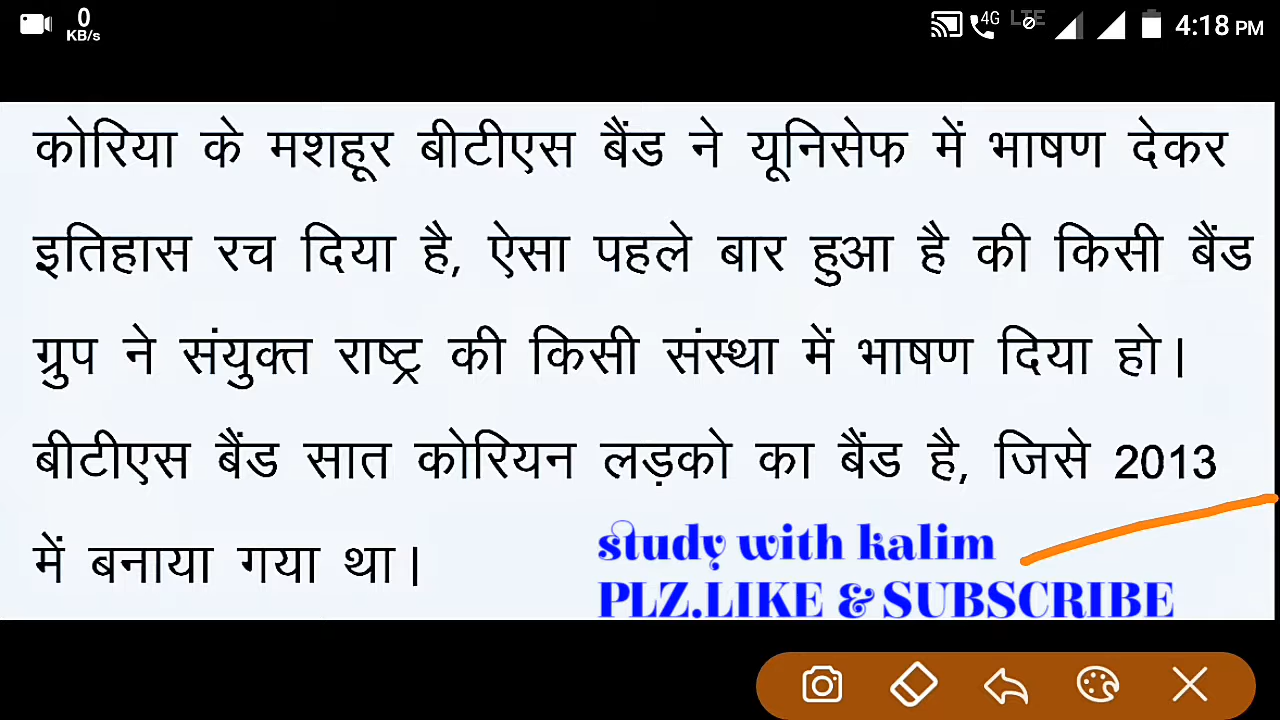 0
KB/s
4G LTE 4:18 PM
कोरिया के मशहूर बीटीएस बैंड ने यूनिसेफ में भाषण देकर
इतिहास रच दिया है, ऐसा पहले बार हुआ है की किसी बैंड
ग्रुप ने संयुक्त राष्ट्र की किसी संस्था में भाषण दिया हो।
बीटीएस बैंड सात कोरियन लड़को का बैंड है, जिसे 2013
में बनाया गया था।
study with kalim
PLZ.LIKE & SUBSCRIBE